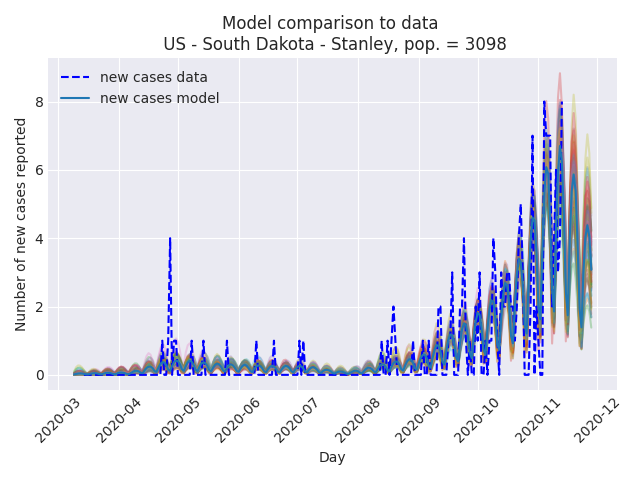 Model comparison to data
US - South Dakota - Stanley, pop. = 3098
new cases data
new cases model
Number of new cases reported
8
6
4
2
0
2020-03
2020-04
2020-05
2020-06
2020-07
2020-08
2020-09
2020-10
2020-11
2020-12
Day